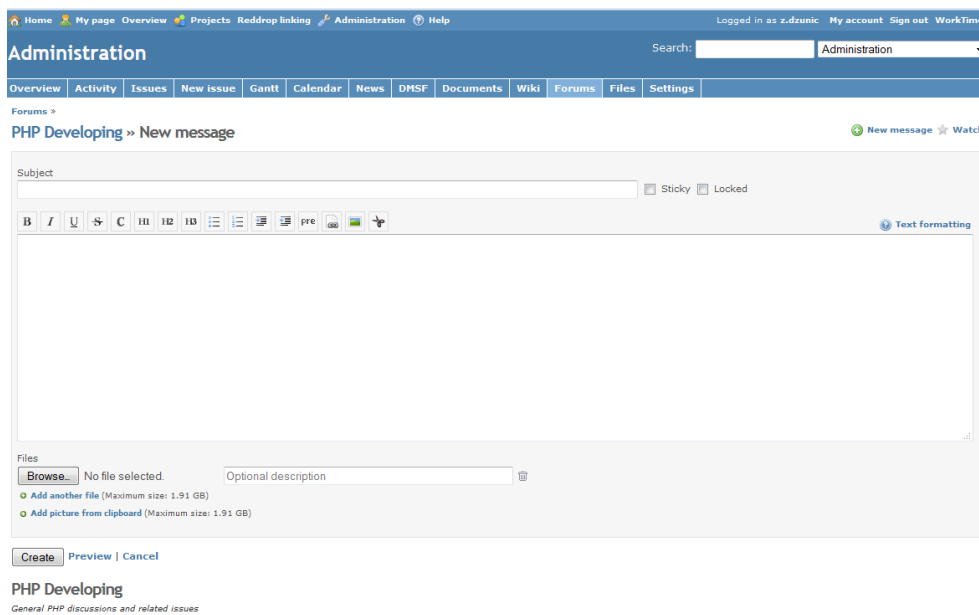 Home My page Overview Projects Reddrop linking Administration Help Logged in as z.dzunic My account Sign out WorkTime
Administration Search: Administration
Overview Activity Issues New issue Gantt Calendar News DMSF Documents Wiki Forums Files Settings
Forums »
PHP Developing » New message New message Watch
Subject
Sticky Locked
B I U S C H1 H2 H3 pre Text formatting
Files
Browse.. No file selected. Optional description
Add another file (Maximum size: 1.91 GB)
Add picture from clipboard (Maximum size: 1.91 GB)
Create Preview | Cancel
PHP Developing
General PHP discussions and related issues